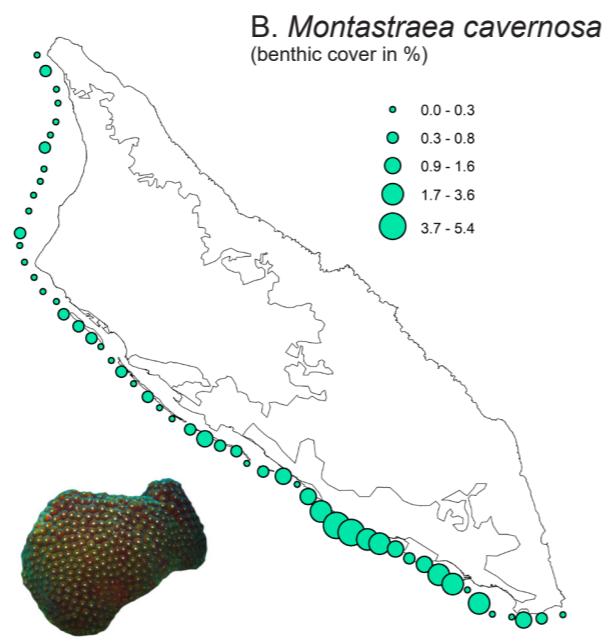 B. Montastraea cavernosa
(benthic cover in %)
0.0 - 0.3
0.3 - 0.8
0.9 - 1.6
1.7 - 3.6
3.7 - 5.4